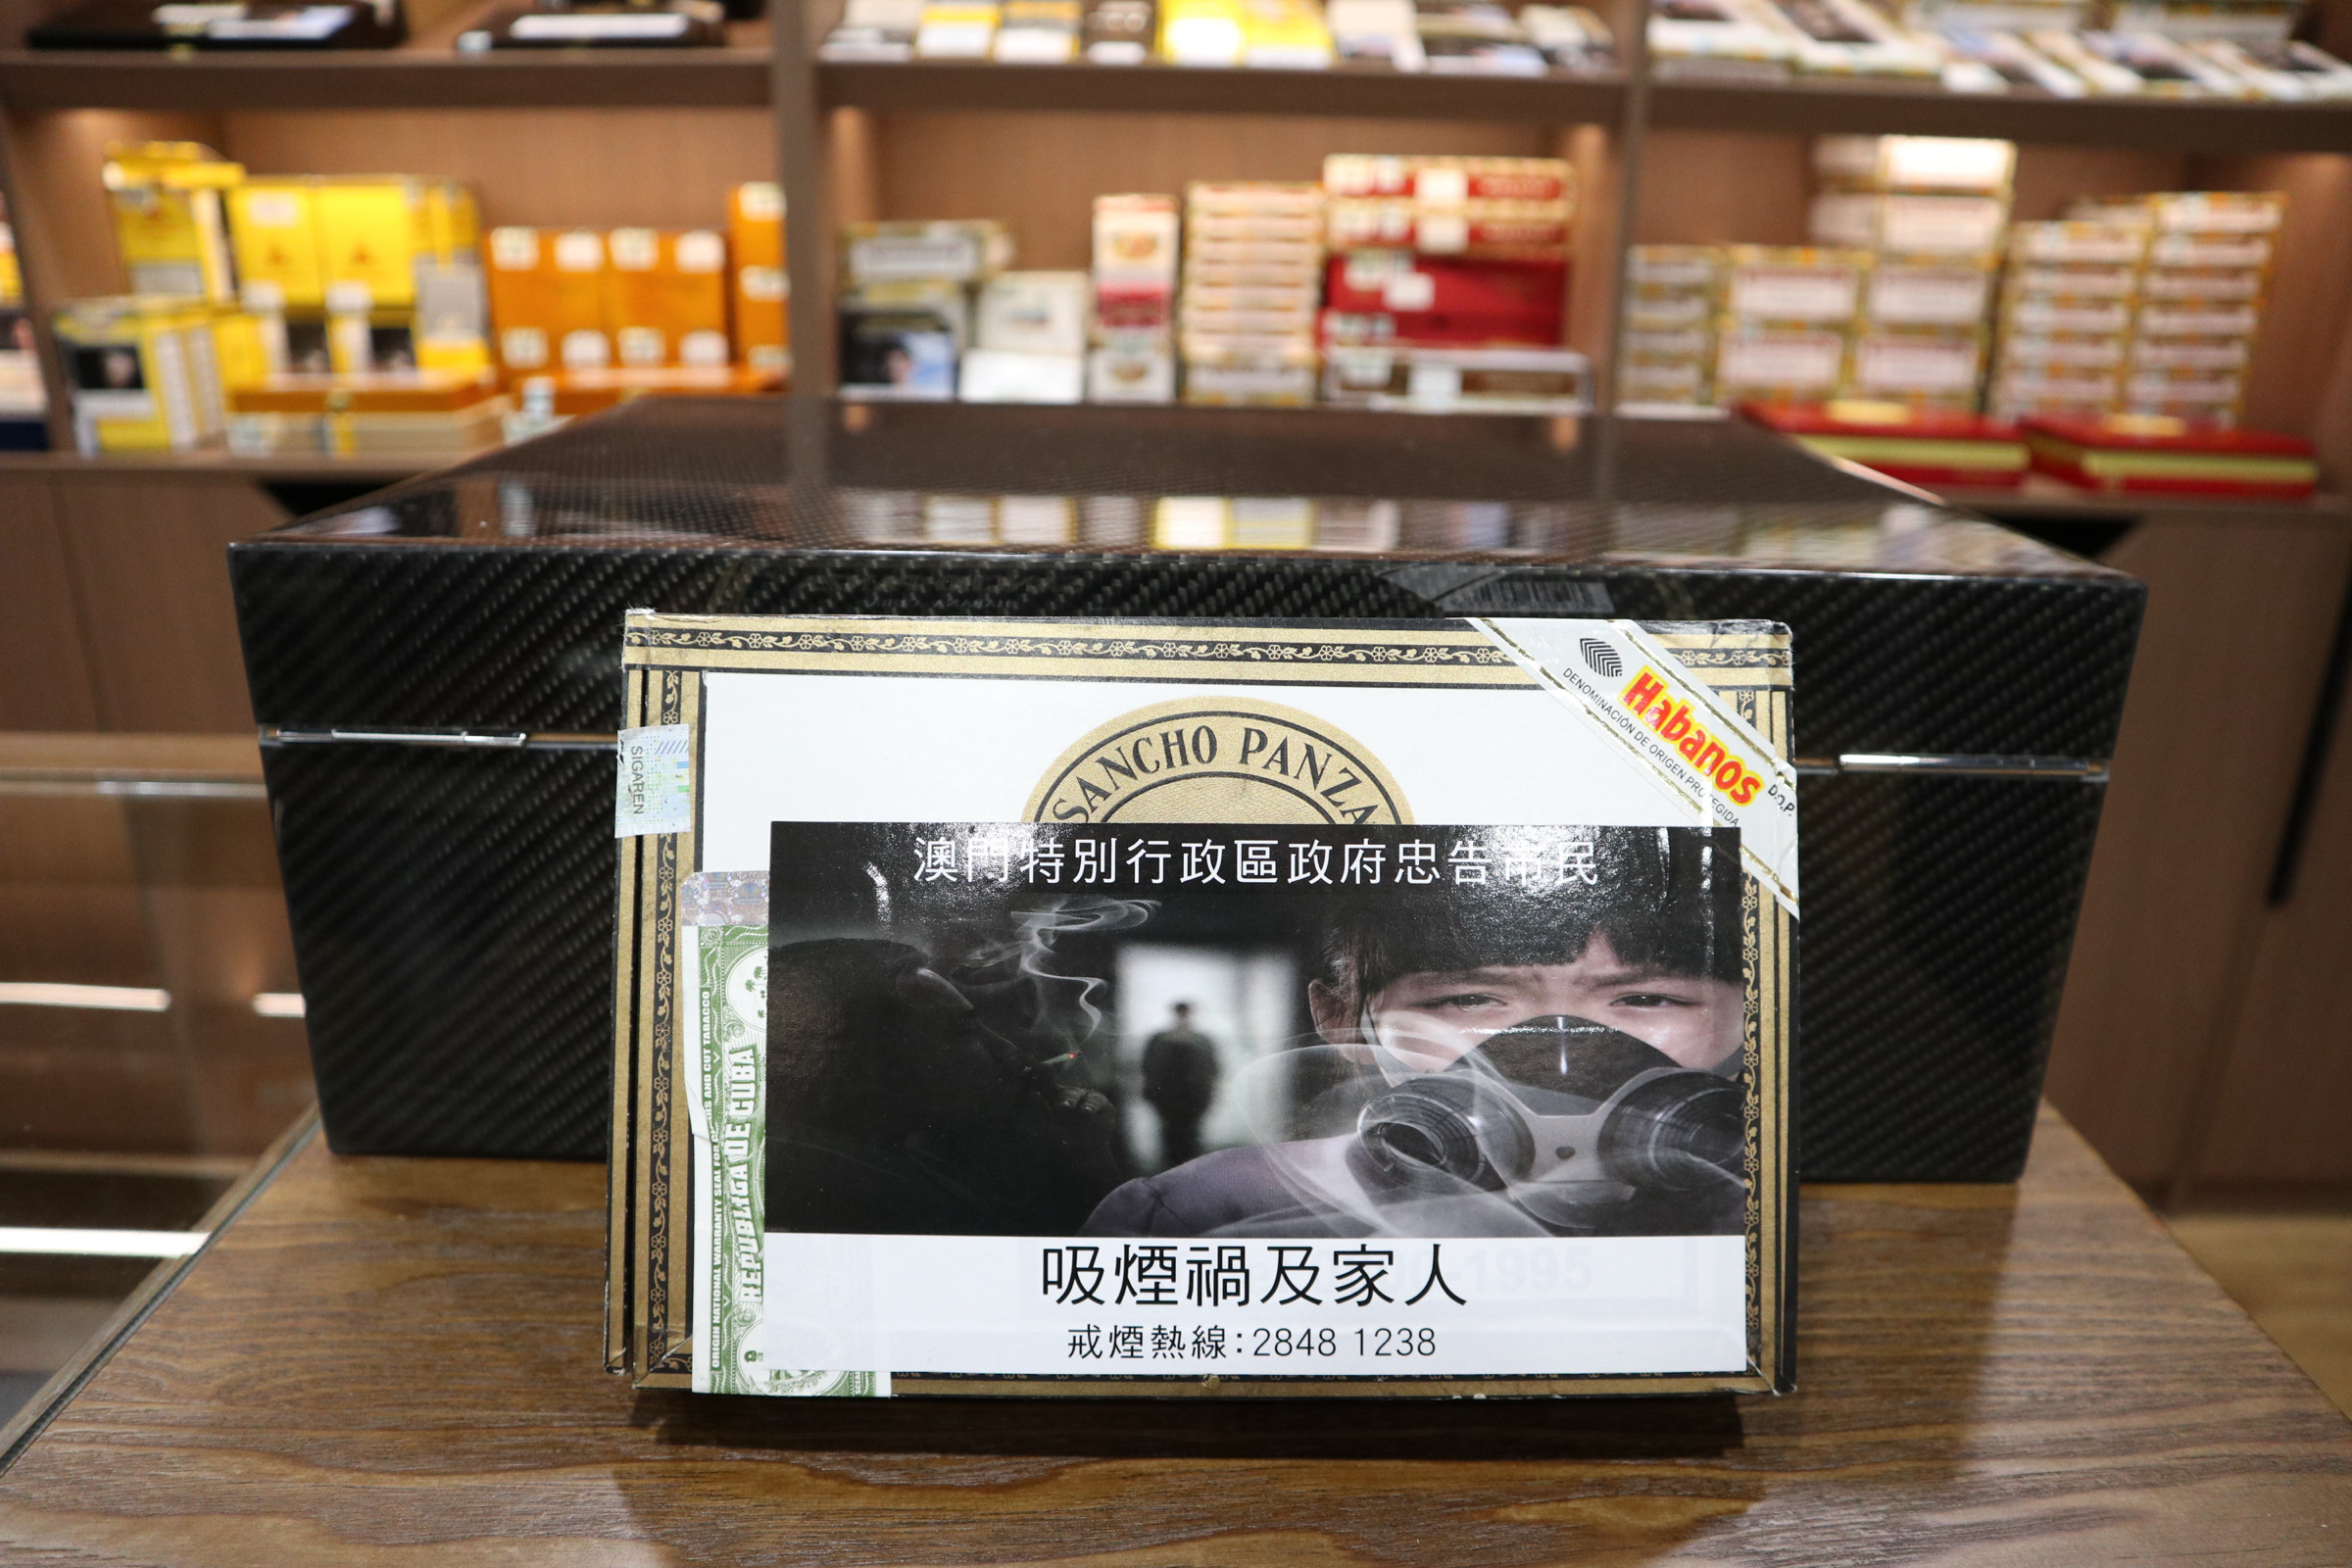 SANCHO PANZA
Habanos
DENOMINACIÓN DE ORIGEN PROTEGIDA
D.O.P.
SIGAREN
澳門特別行政區政府忠告市民
REPUBLICA DE CUBA
吸煙禍及家人
1995
戒煙熱線:2848 1238